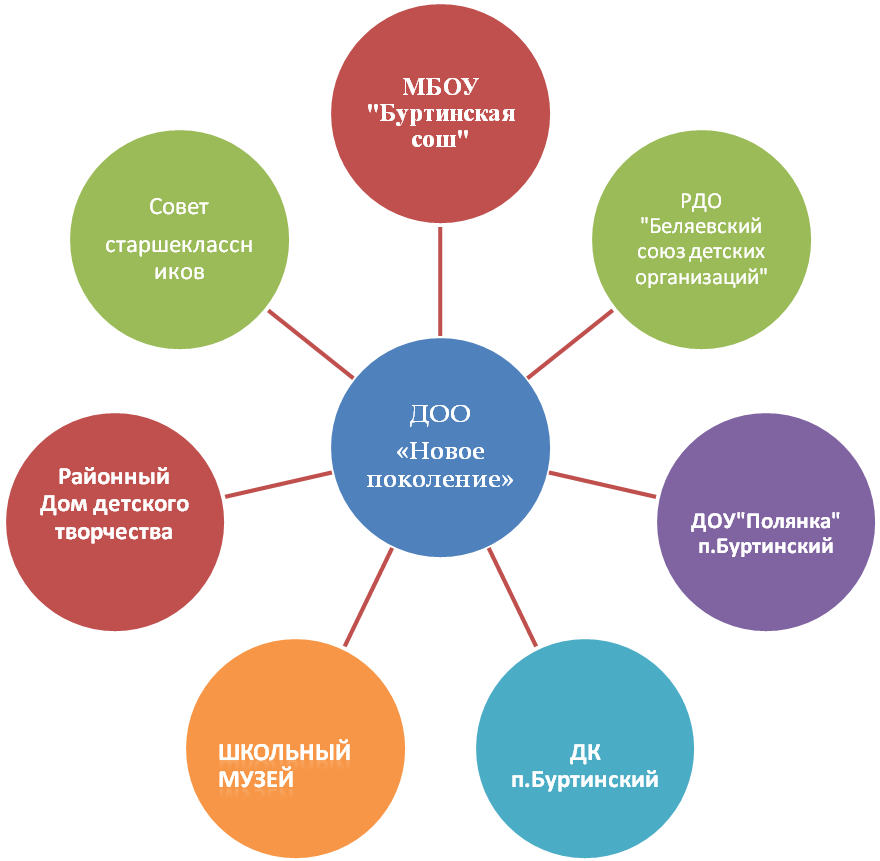 МБОУ
"Буртинская
сош"
Совет
старшеклассн
иков
РДО
"Беляевский
союз детских
организаций"
ДОО
«Новое
поколение»
Районный
Дом детского
творчества
ДОУ"Полянка"
п.Буртинский
ШКОЛЬНЫЙ
МУЗЕЙ
ДК
п.Буртинский